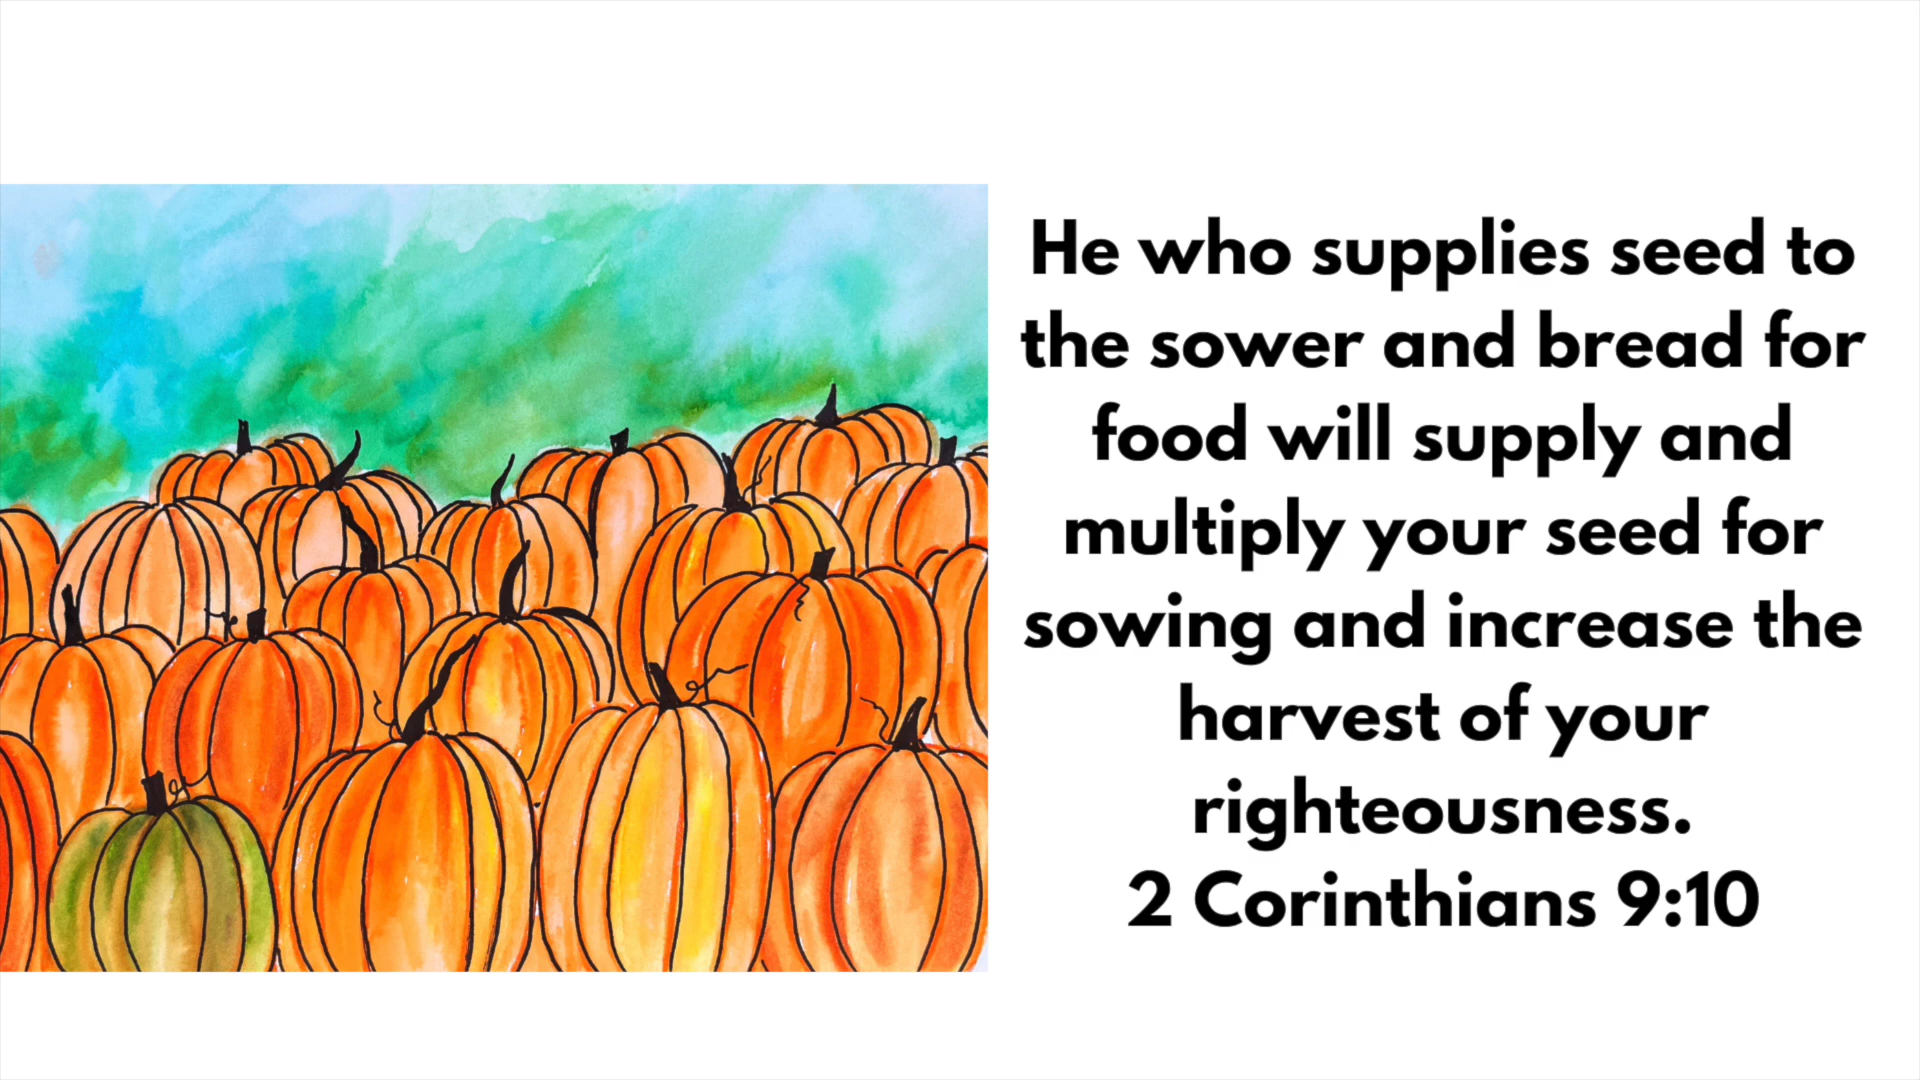 He who supplies seed to
the sower and bread for
food will supply and
multiply your seed for
sowing and increase the
harvest of your
righteousness.
2 Corinthians 9:10